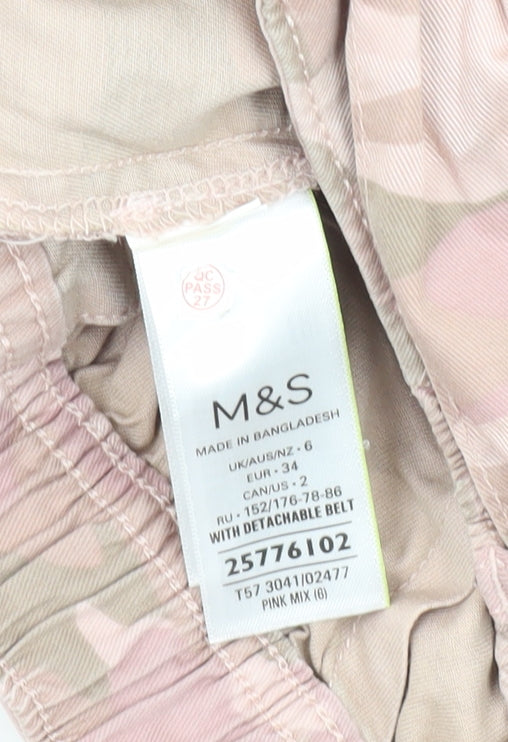 QC
PASS
27
M&S
MADE IN BANGLADESH
UK/AUS/NZ • 6
EUR • 34
CAN/US • 2
RU • 152/176-78-86
WITH DETACHABLE BELT
25776102
T57 3041/02477
PINK MIX (6)